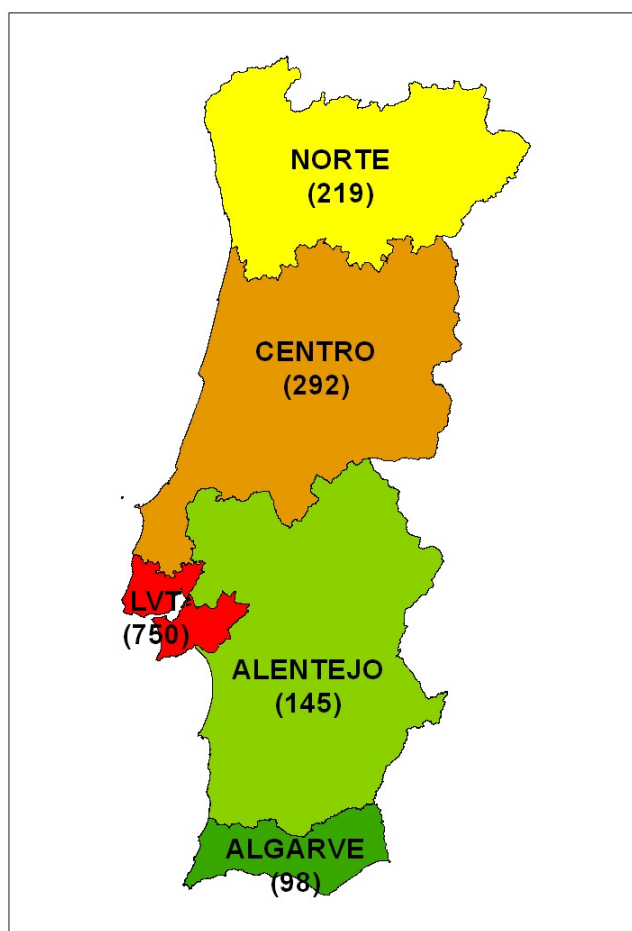 NORTE
(219)
CENTRO
(292)
LVT
(750)
ALENTEJO
(145)
ALGARVE
(98)